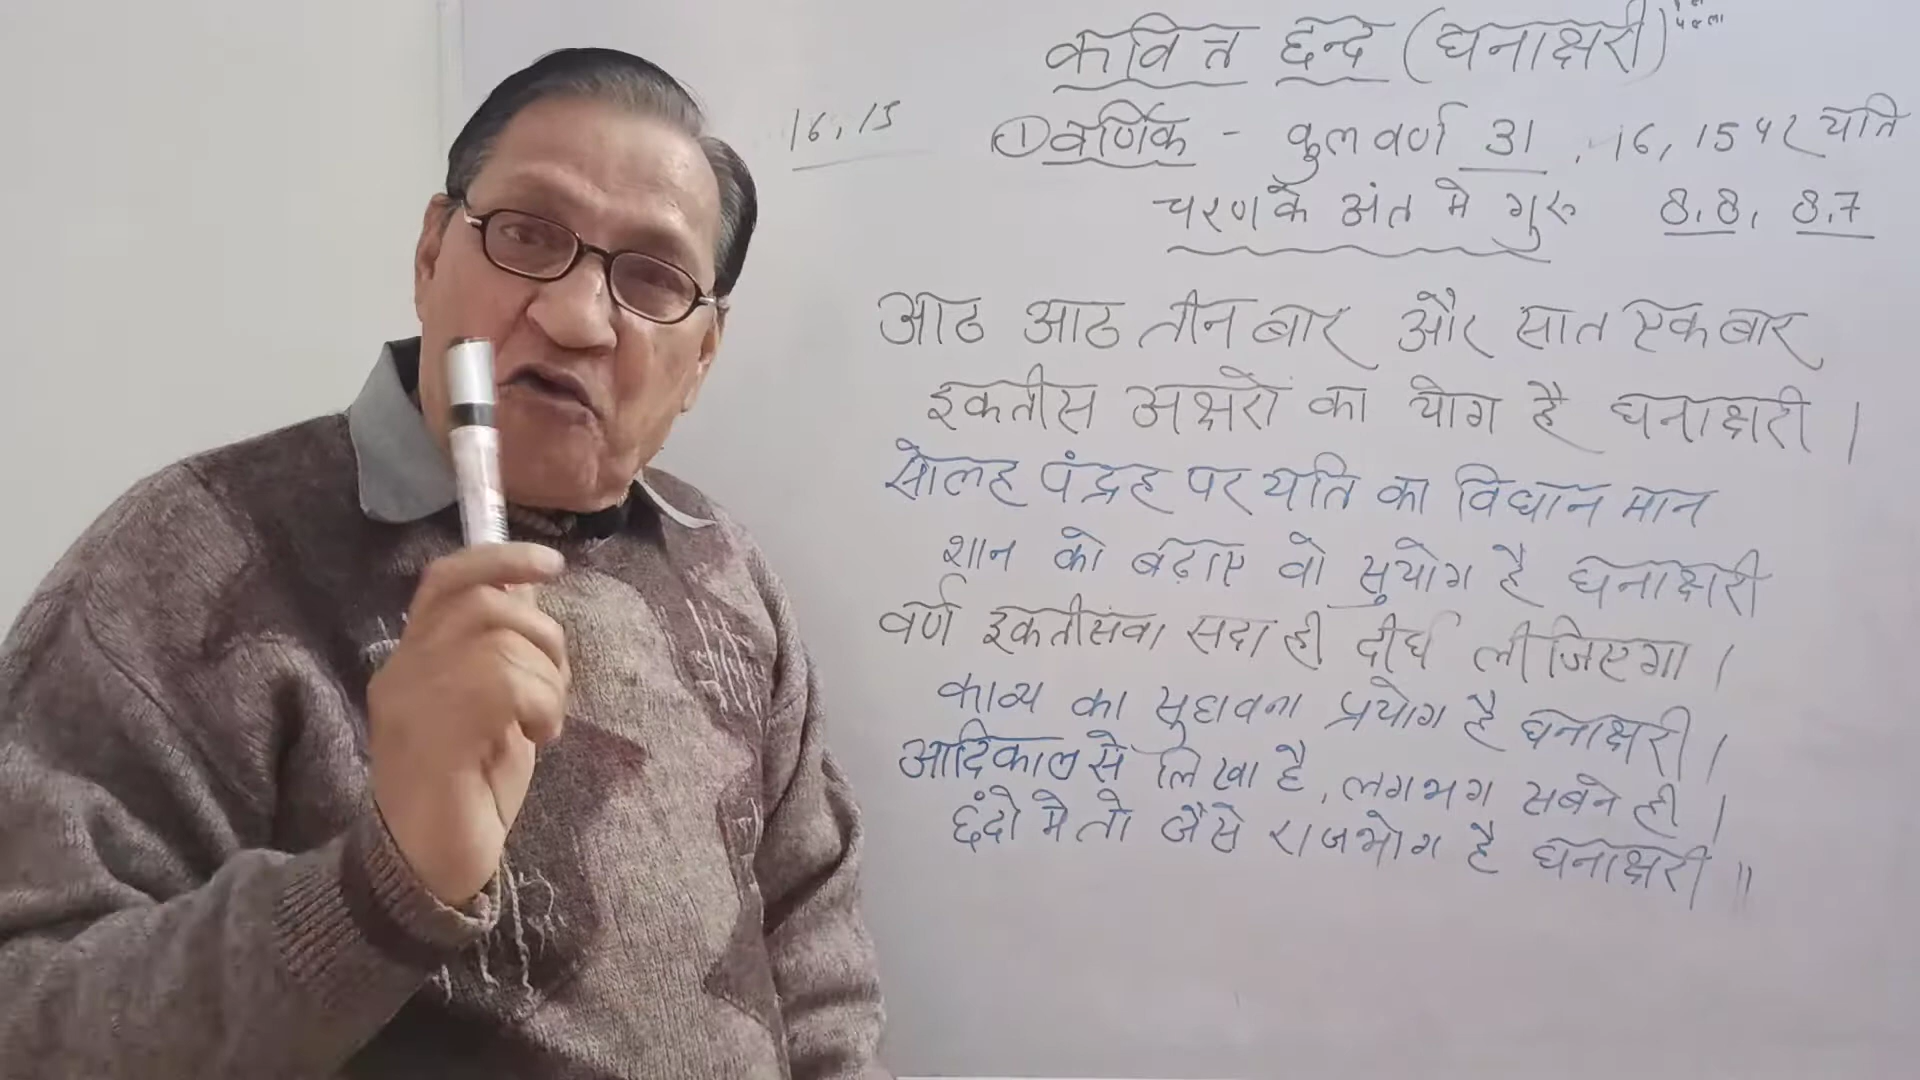 कवित्त छन्द (घनाक्षरी)
16, 15
① वर्णिक - कुल वर्ण 31, 16, 15 पर यति
चरण के अंत मे गुरु 8, 8, 8, 7
आठ आठ तीन बार और सात एक बार
इकतीस अक्षरों का योग है घनाक्षरी ।
सोलह पंद्रह पर यति का विधान मान
शान को बढ़ाए वो सुयोग है घनाक्षरी
वर्ण इकतीसवा सदा ही दीर्घ लीजिएगा ।
काव्य का सुहावना प्रयोग है घनाक्षरी ।
आदिकाल से लिखा है, लगभग सबने ही ।
छंदो मे तो जैसे राजभोग है घनाक्षरी ॥